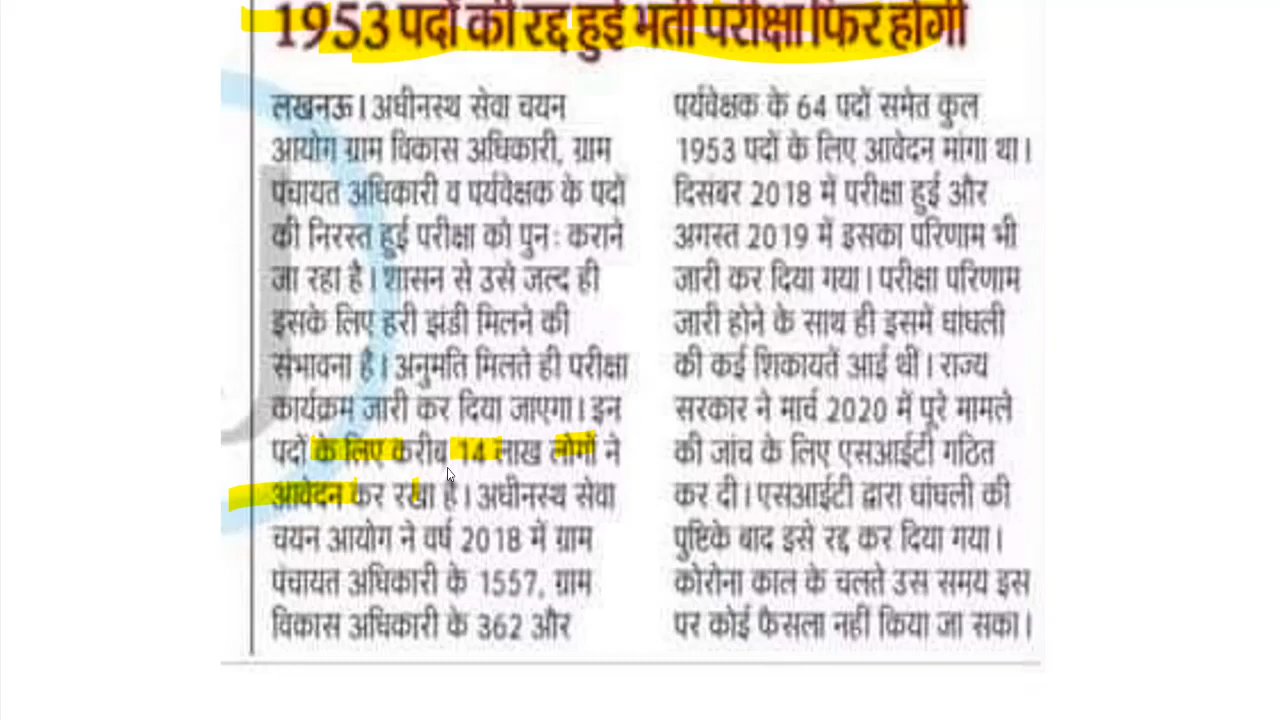 1953 पदों की रद्द हुई भर्ती परीक्षा फिर होगी
लखनऊ। अधीनस्थ सेवा चयन
आयोग ग्राम विकास अधिकारी, ग्राम
पंचायत अधिकारी व पर्यवेक्षक के पदों
की निरस्त हुई परीक्षा को पुन: कराने
जा रहा है। शासन से उसे जल्द ही
इसके लिए हरी झंडी मिलने की
संभावना है। अनुमति मिलते ही परीक्षा
कार्यक्रम जारी कर दिया जाएगा। इन
पदों के लिए करीब 14 लाख लोगों ने
आवेदन कर रखा है। अधीनस्थ सेवा
चयन आयोग ने वर्ष 2018 में ग्राम
पंचायत अधिकारी के 1557, ग्राम
विकास अधिकारी के 362 और
पर्यवेक्षक के 64 पदों समेत कुल
1953 पदों के लिए आवेदन मांगा था।
दिसंबर 2018 में परीक्षा हुई और
अगस्त 2019 में इसका परिणाम भी
जारी कर दिया गया। परीक्षा परिणाम
जारी होने के साथ ही इसमें धांधली
की कई शिकायतें आई थीं। राज्य
सरकार ने मार्च 2020 में पूरे मामले
की जांच के लिए एसआईटी गठित
कर दी। एसआईटी द्वारा धांधली की
पुष्टिके बाद इसे रद्द कर दिया गया।
कोरोना काल के चलते उस समय इस
पर कोई फैसला नहीं किया जा सका।